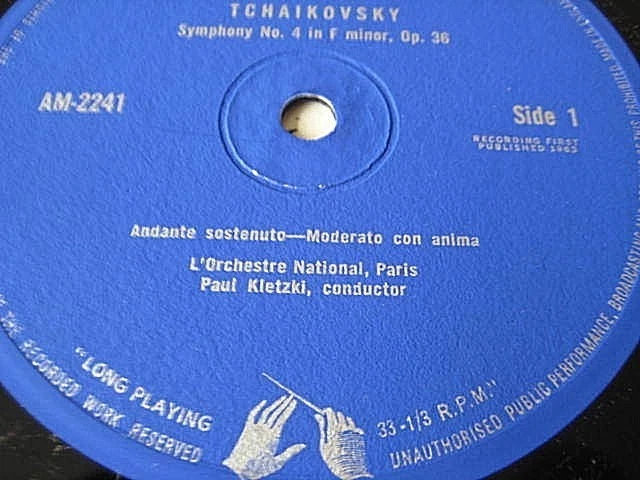 TCHAIKOVSKY
Symphony No. 4 in F minor, Op. 36
AM-2241
Side 1
RECORDING FIRST
PUBLISHED 1963
Andante sostenuto—Moderato con anima
L'Orchestre National, Paris
Paul Kletzki, conductor
"LONG PLAYING
33-1/3 R.P.M."
THE RECORDED WORK RESERVED
UNAUTHORISED PUBLIC PERFORMANCE, BROADCASTING
PROHIBITED